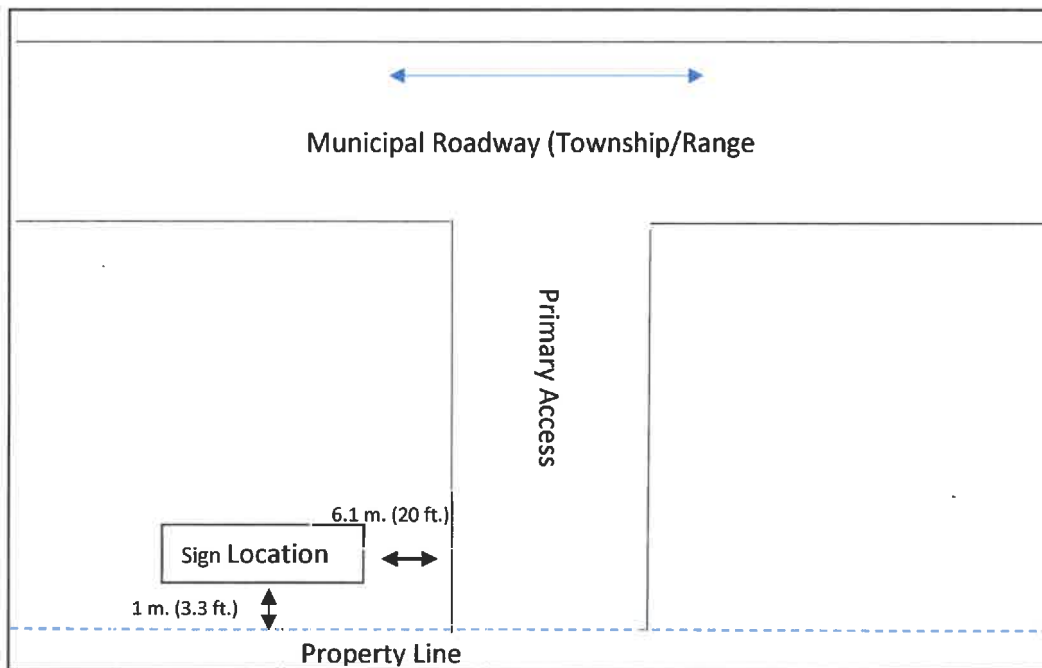 Municipal Roadway (Township/Range
Primary Access
6.1 m. (20 ft.)
Sign Location
1 m. (3.3 ft.)
Property Line